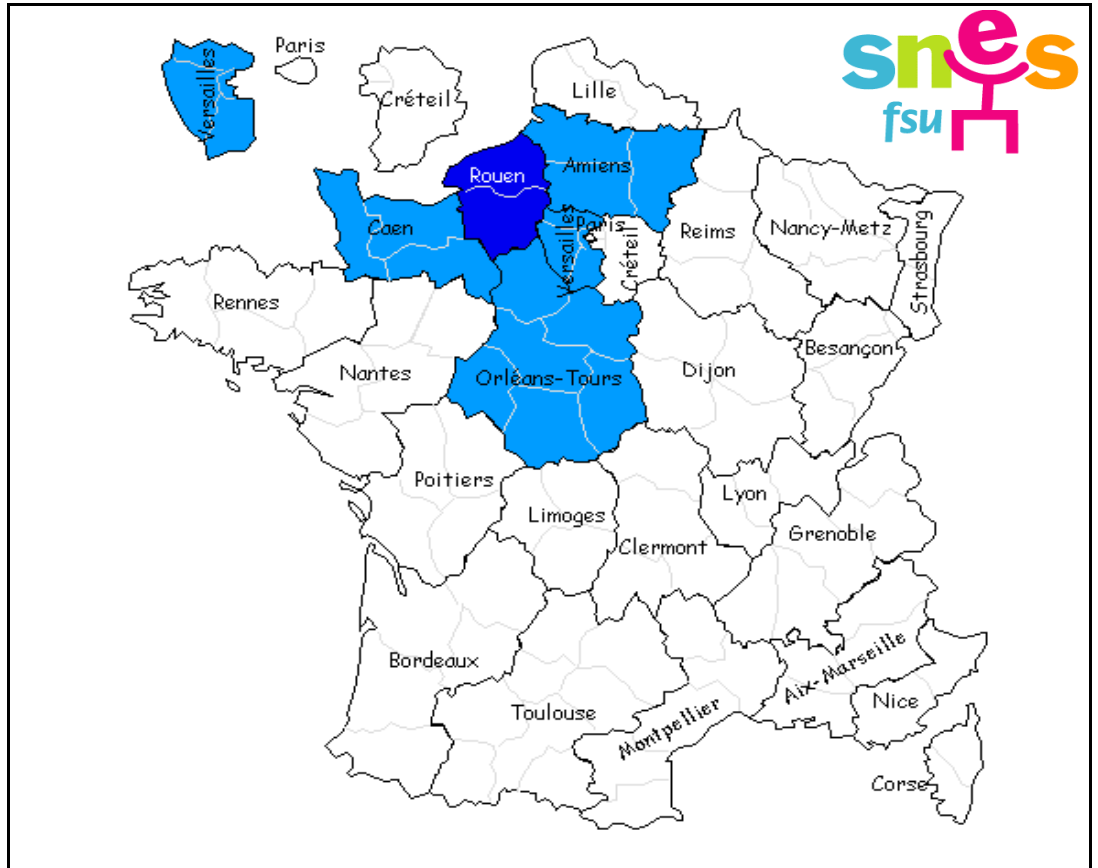 Versailles
Paris
Créteil
Lille
snes
fsu
Rouen
Amiens
Caen
Versailles
Paris
Créteil
Reims
Nancy-Metz
Strasbourg
Rennes
Nantes
Orléans-Tours
Dijon
Besançon
Poitiers
Limoges
Clermont
Lyon
Grenoble
Bordeaux
Toulouse
Montpellier
Aix-Marseille
Nice
Corse